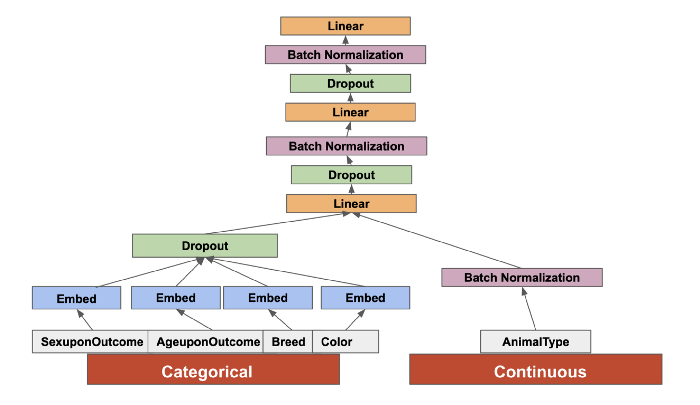 Linear
Batch Normalization
Dropout
Linear
Batch Normalization
Dropout
Linear
Dropout
Batch Normalization
Embed Embed Embed Embed
SexuponOutcome AgeuponOutcome Breed Color AnimalType
Categorical Continuous